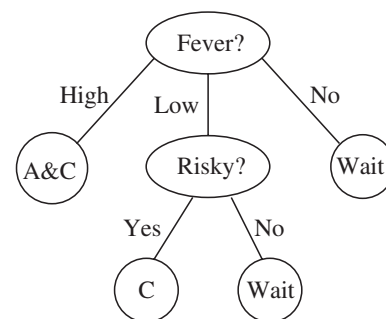 Fever?
High
Low
No
A&C
Risky?
Wait
Yes
No
C
Wait